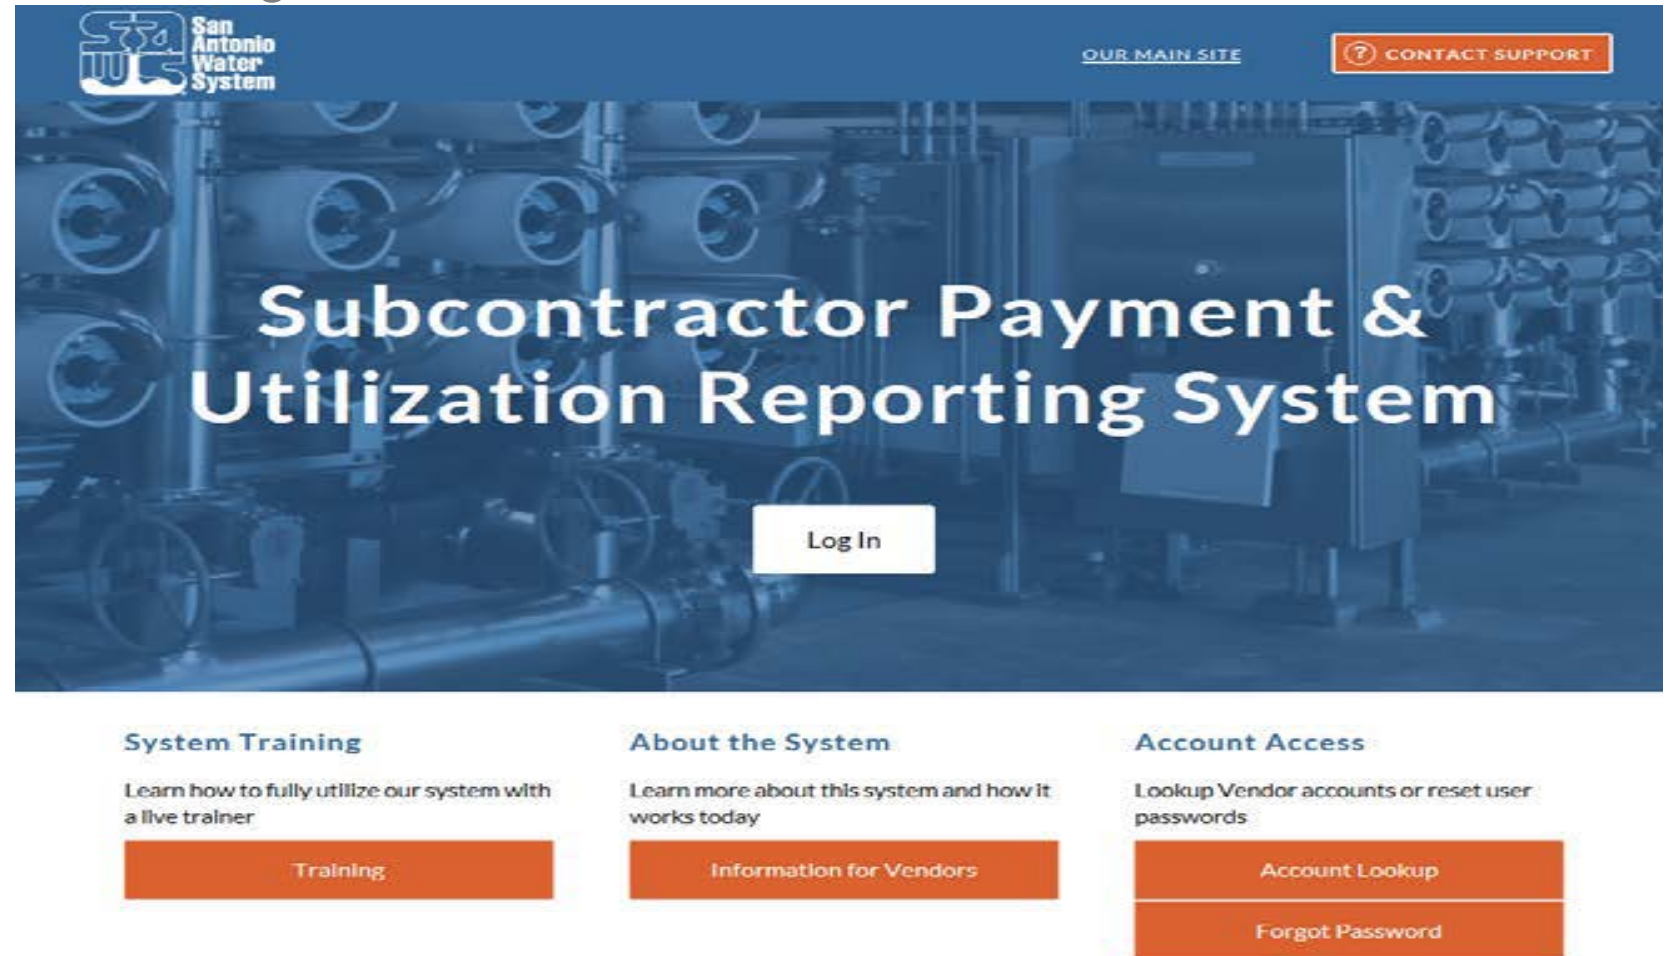 San
Antonio
Water
System
OUR MAIN SITE
? CONTACT SUPPORT
Subcontractor Payment &
Utilization Reporting System
Log In
System Training
Learn how to fully utilize our system with
a live trainer
Training
About the System
Learn more about this system and how it
works today
Information for Vendors
Account Access
Lookup Vendor accounts or reset user
passwords
Account Lookup
Forgot Password